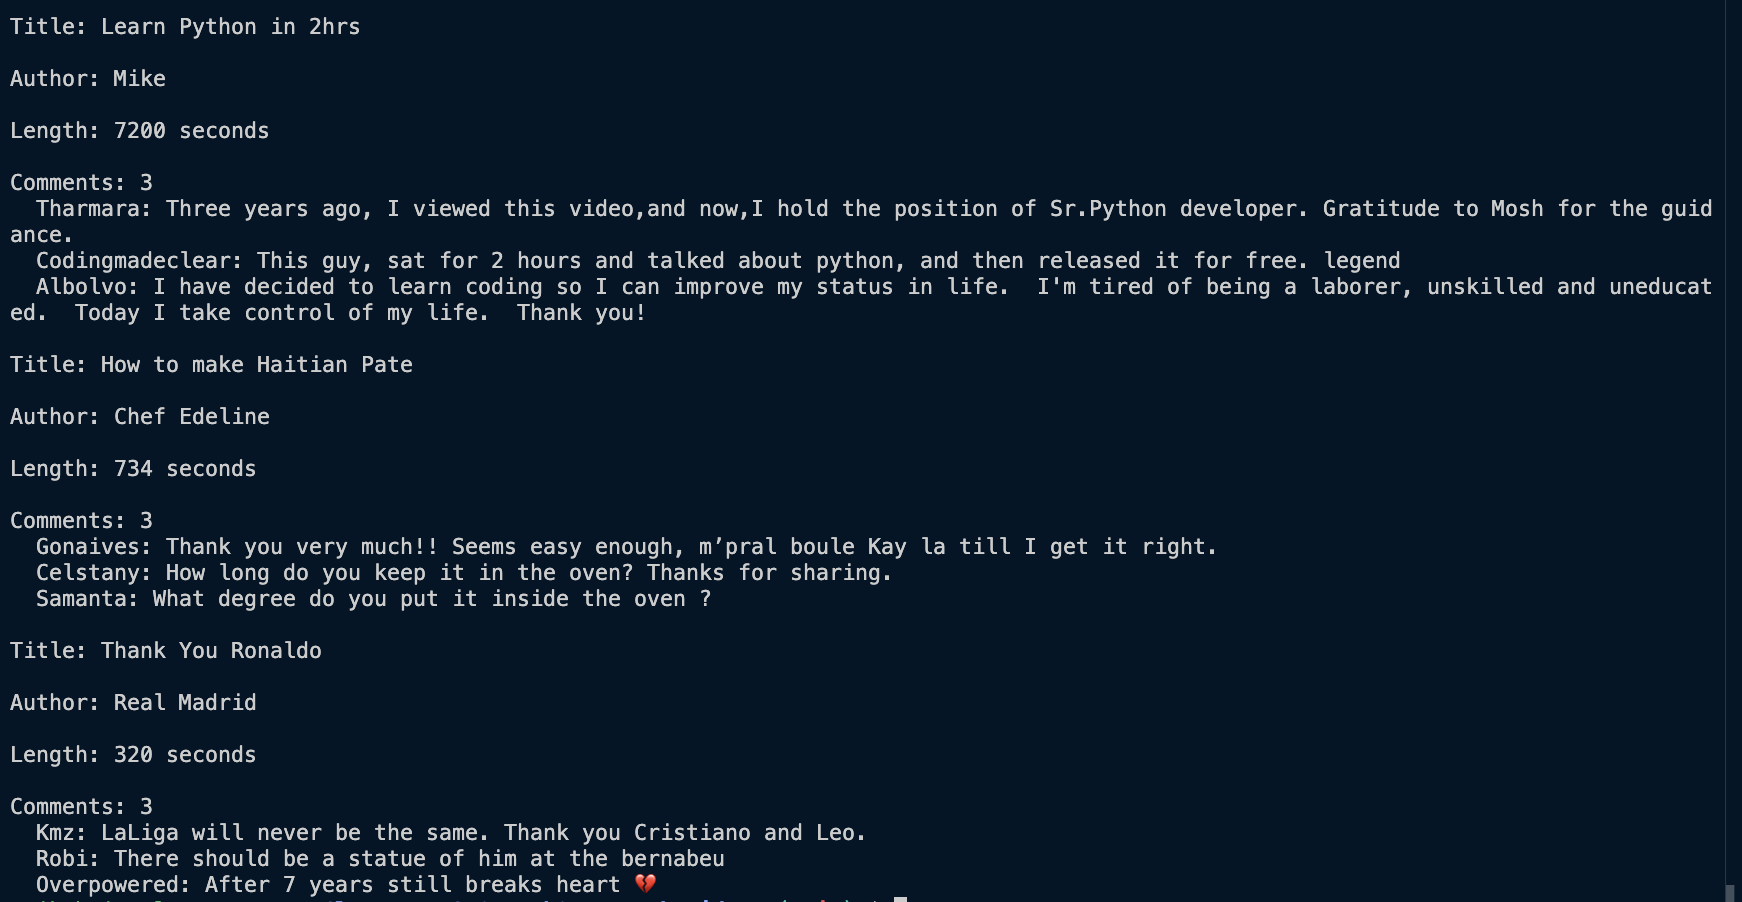 Title: Learn Python in 2hrs
Author: Mike
Length: 7200 seconds
Comments: 3
Tharmara: Three years ago, I viewed this video,and now,I hold the position of Sr.Python developer. Gratitude to Mosh for the guid
ance.
Codingmadeclear: This guy, sat for 2 hours and talked about python, and then released it for free. legend
Albolvo: I have decided to learn coding so I can improve my status in life.  I'm tired of being a laborer, unskilled and uneducat
ed.  Today I take control of my life.  Thank you!
Title: How to make Haitian Pate
Author: Chef Edeline
Length: 734 seconds
Comments: 3
Gonaives: Thank you very much!! Seems easy enough, m’pral boule Kay la till I get it right.
Celstany: How long do you keep it in the oven? Thanks for sharing.
Samanta: What degree do you put it inside the oven ?
Title: Thank You Ronaldo
Author: Real Madrid
Length: 320 seconds
Comments: 3
Kmz: LaLiga will never be the same. Thank you Cristiano and Leo.
Robi: There should be a statue of him at the bernabeu
Overpowered: After 7 years still breaks heart 💔